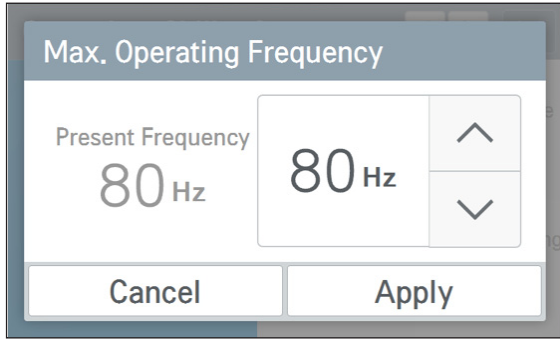 Max. Operating Frequency
Present Frequency
80 Hz
80 Hz
Cancel
Apply